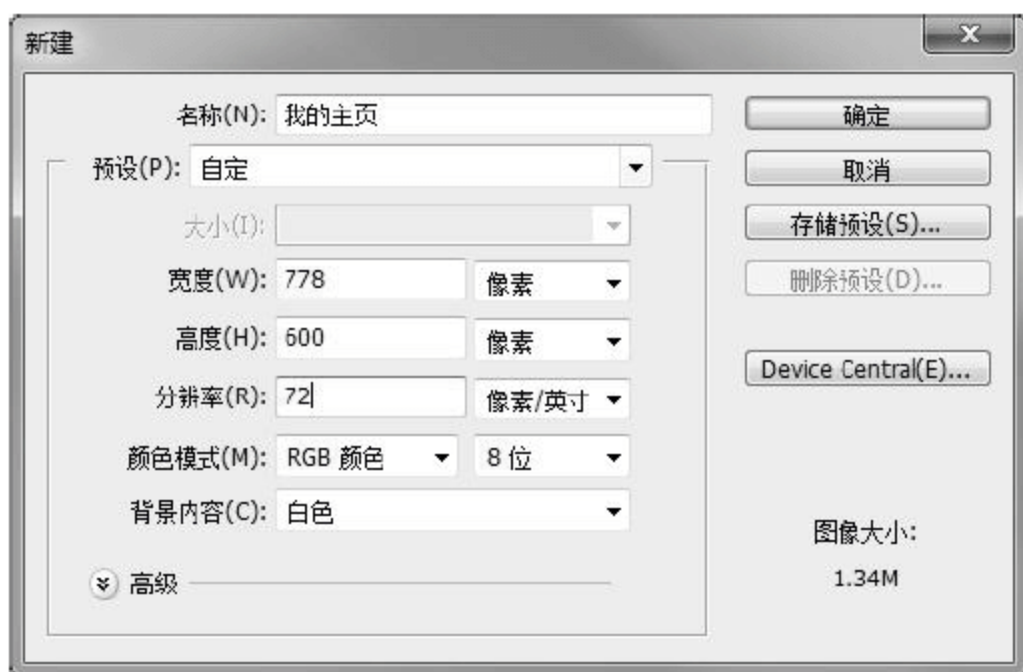 新建
名称(N): 我的主页
确定
预设(P): 自定
取消
大小(I):
存储预设(S)...
宽度(W): 778 像素
删除预设(D)...
高度(H): 600 像素
Device Central(E)...
分辨率(R): 72 像素/英寸
颜色模式(M): RGB 颜色 8 位
背景内容(C): 白色
图像大小:
1.34M
高级